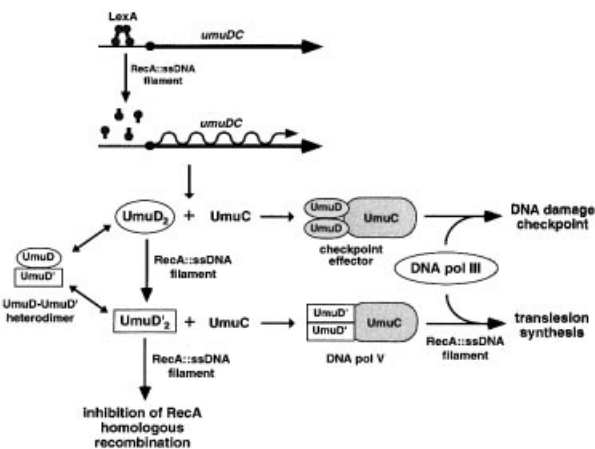 LexA
umuDC
RecA::ssDNA
filament
umuDC
UmuD2 + UmuC
UmuD
UmuD
UmuC
checkpoint
effector
DNA damage
checkpoint
UmuD
UmuD'
UmuD-UmuD'
heterodimer
RecA::ssDNA
filament
DNA pol III
UmuD'2 + UmuC
UmuD'
UmuD'
UmuC
DNA pol V
RecA::ssDNA
filament
translesion
synthesis
RecA::ssDNA
filament
inhibition of RecA
homologous
recombination